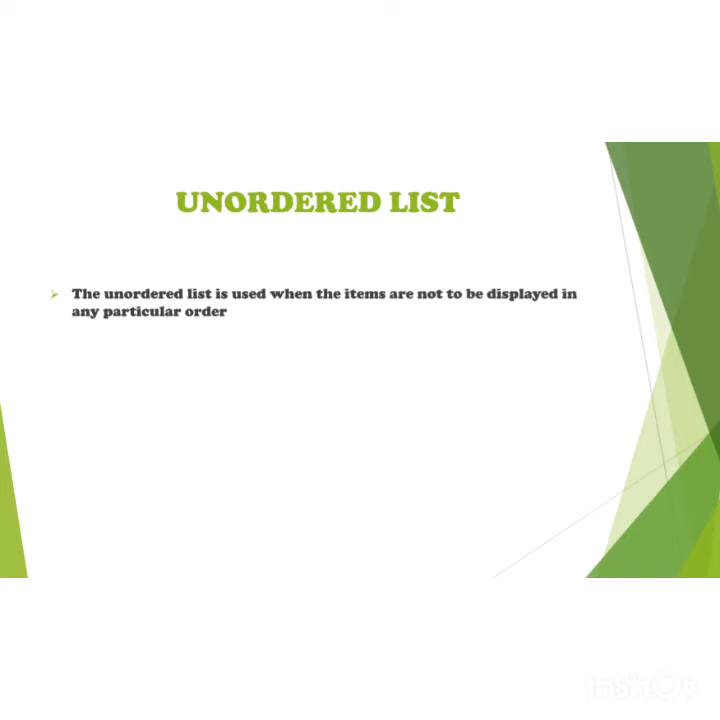 UNORDERED LIST
The unordered list is used when the items are not to be displayed in
any particular order
InShOt